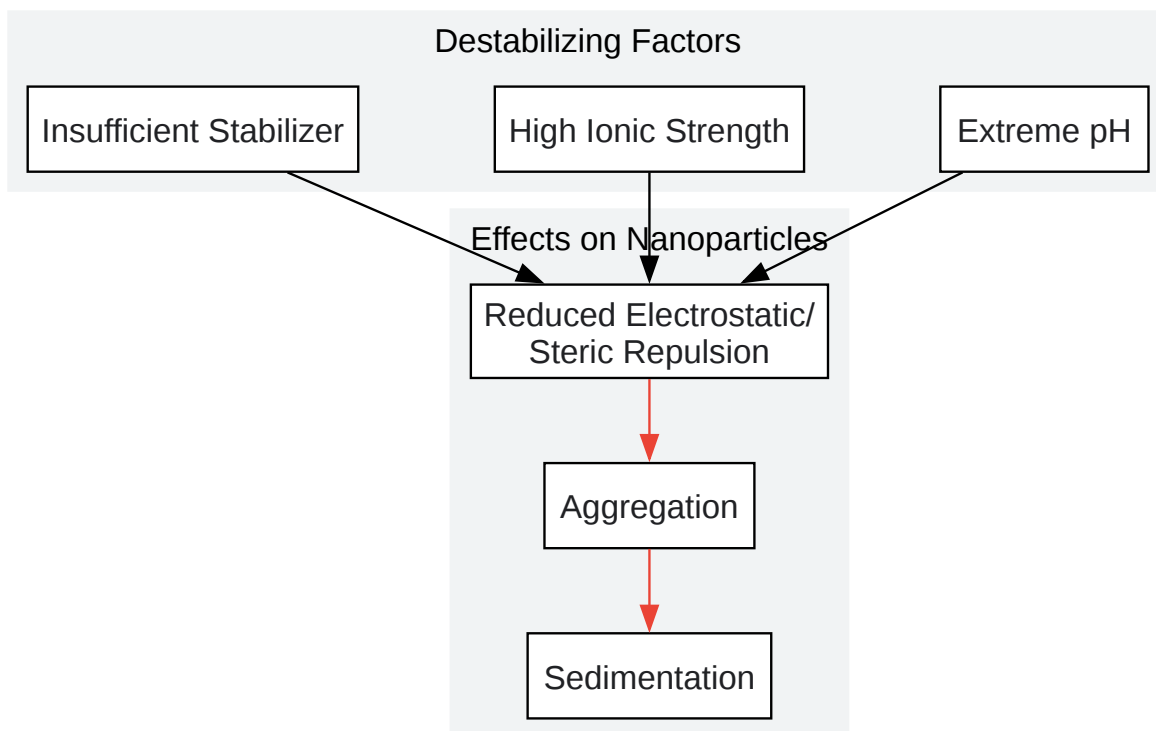 Destabilizing Factors
Insufficient Stabilizer
High Ionic Strength
Extreme pH
Effects on Nanoparticles
Reduced Electrostatic/
Steric Repulsion
Aggregation
Sedimentation